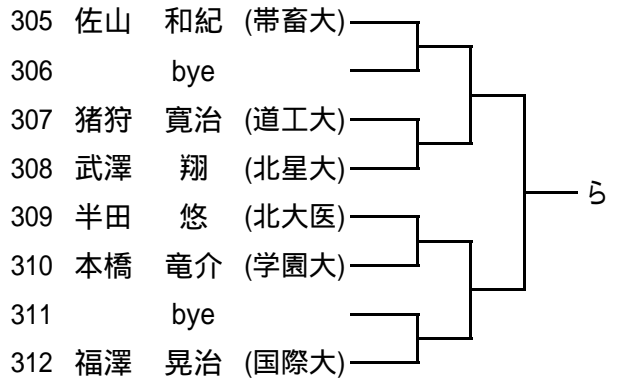 305 佐山 和紀 (帯畜大)
306 bye
307 猪狩 寛治 (道工大)
308 武澤 翔 (北星大)
309 半田 悠 (北大医)
310 本橋 竜介 (学園大)
311 bye
312 福澤 晃治 (国際大)
ら